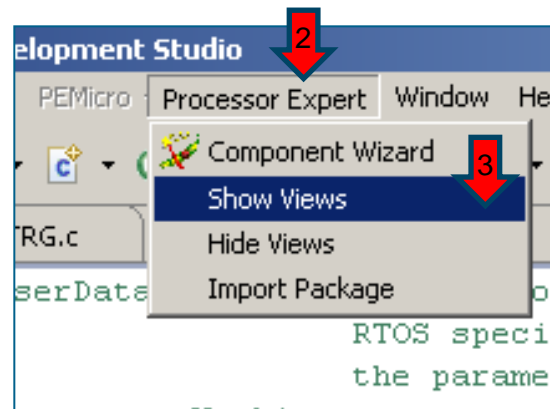 elopment Studio
2
PEMicro Processor Expert Window He
Component Wizard
3
Show Views
TRG.c
Hide Views
serData
Import Package
RTOS speci
the parame